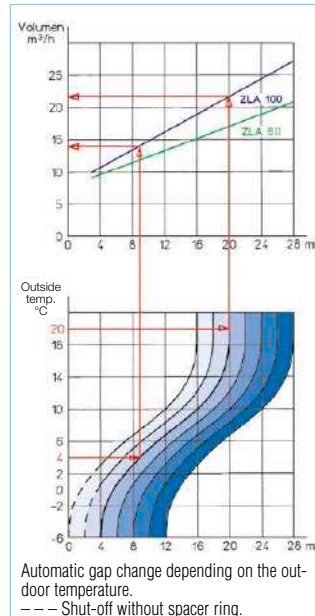 Volumen
m³/h
25
20
15
10
5
0
ZLA 100
ZLA 80
0 4 8 12 16 20 24 28 m
Outside
temp.
°C
20
18
14
10
6
4
2
0
-2
-6
0 4 8 12 16 20 24 28 m
Automatic gap change depending on the out-
door temperature.
– – – Shut-off without spacer ring.